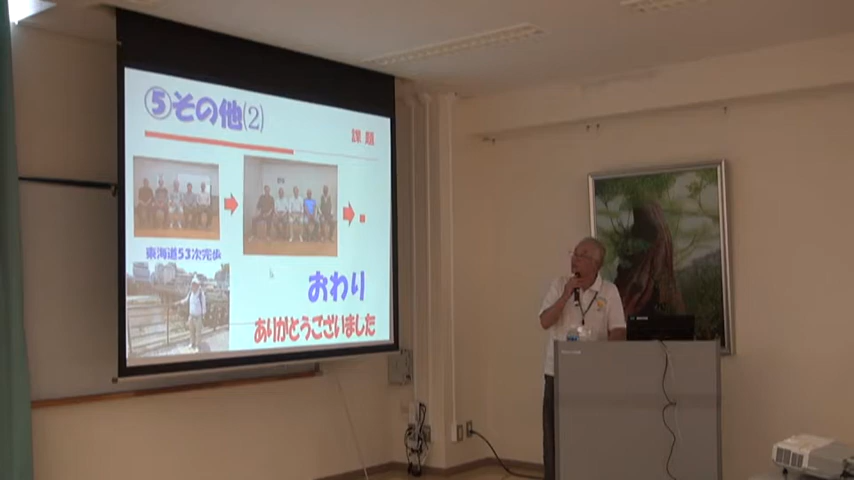 ⑤その他(2)
課題
東海道53次完歩
おわり
ありがとうございました